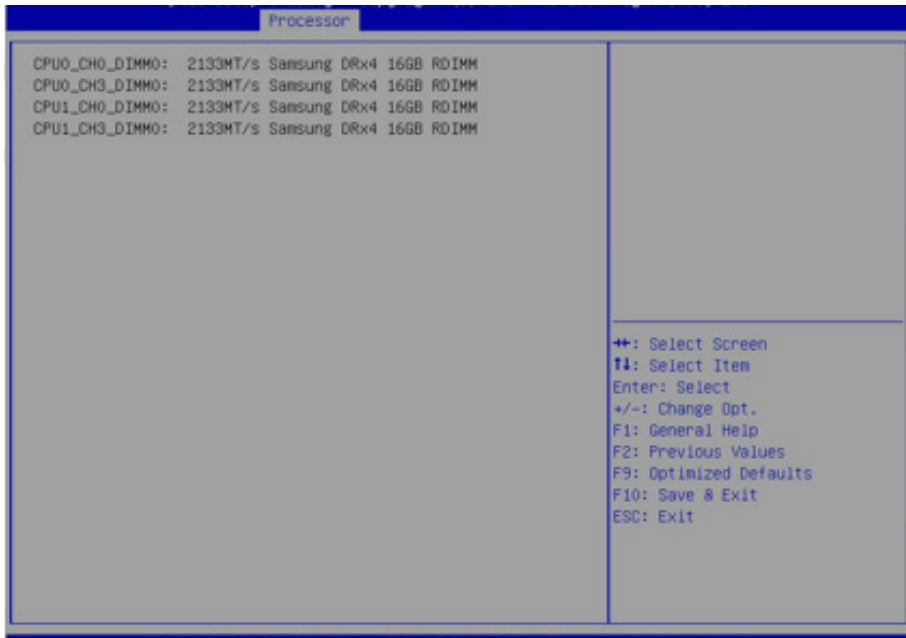 Processor
CPU0_CH0_DIMM0: 2133MT/s Samsung DRx4 16GB RDIMM
CPU0_CH3_DIMM0: 2133MT/s Samsung DRx4 16GB RDIMM
CPU1_CH0_DIMM0: 2133MT/s Samsung DRx4 16GB RDIMM
CPU1_CH3_DIMM0: 2133MT/s Samsung DRx4 16GB RDIMM
→←: Select Screen
↑↓: Select Item
Enter: Select
+/-: Change Opt.
F1: General Help
F2: Previous Values
F9: Optimized Defaults
F10: Save & Exit
ESC: Exit